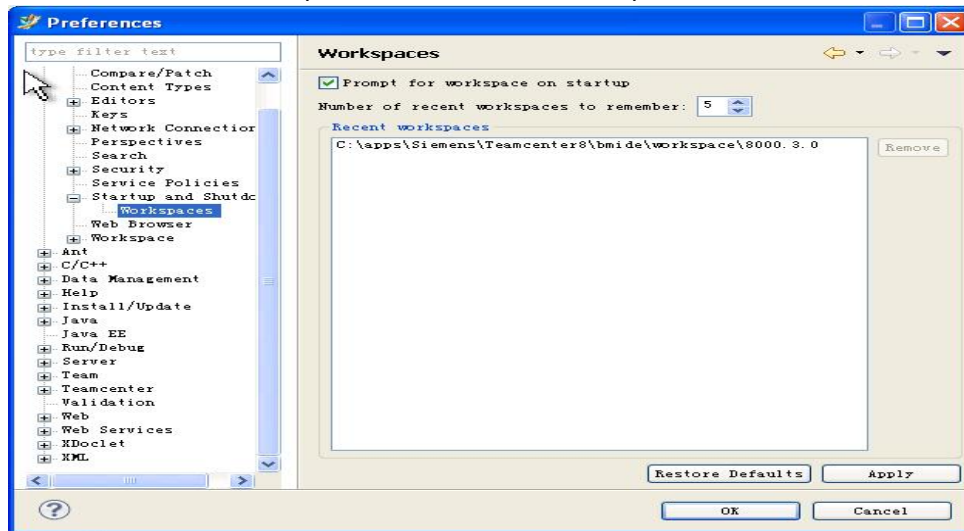 Preferences
type filter text
Compare/Patch
Content Types
Editors
Keys
Network Connection
Perspectives
Search
Security
Service Policies
Startup and Shutdc
Workspaces
Web Browser
Workspace
Ant
C/C++
Data Management
Help
Install/Update
Java
Java EE
Run/Debug
Server
Team
Teamcenter
Validation
Web
Web Services
XDoclet
XML
Workspaces
Prompt for workspace on startup
Number of recent workspaces to remember: 5
Recent workspaces
C:\apps\Siemens\Teamcenter8\bmide\workspace\8000.3.0
Remove
Restore Defaults Apply
OK Cancel